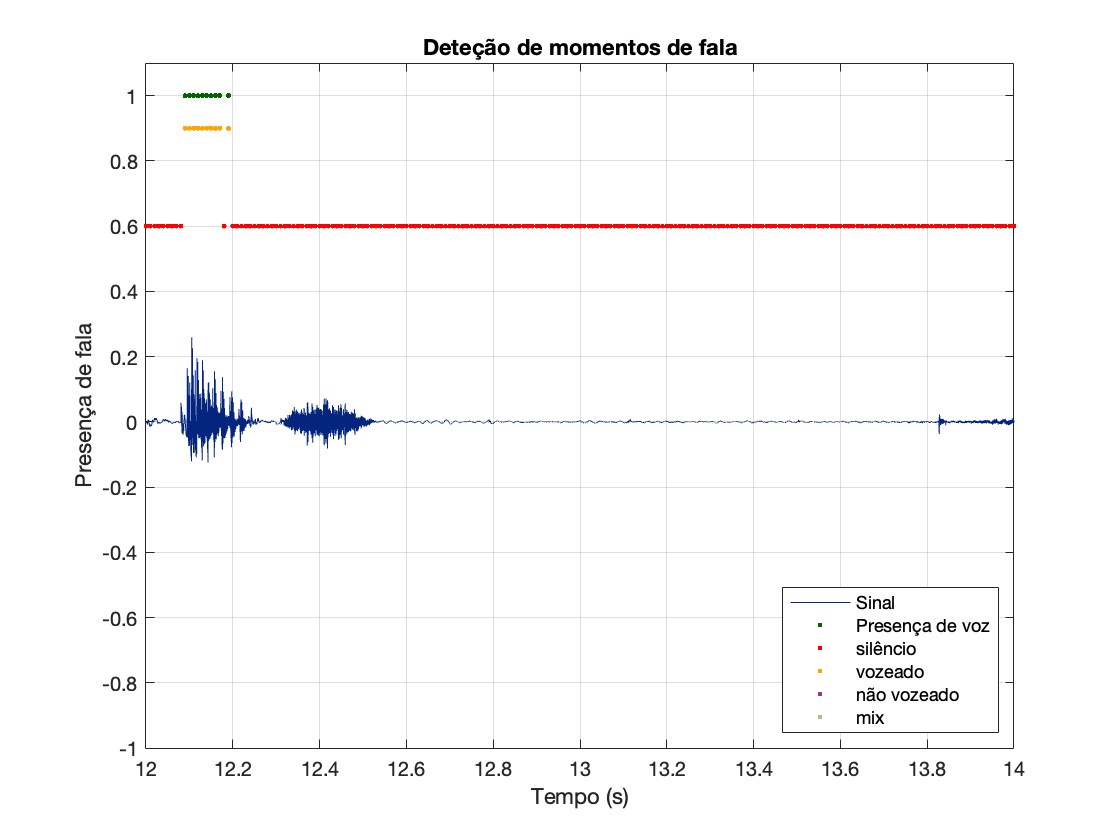 Deteção de momentos de fala
1
0.8
0.6
0.4
0.2
0
-0.2
-0.4
-0.6
-0.8
-1
Presença de fala
Sinal
Presença de voz
silêncio
vozeado
não vozeado
mix
12 12.2 12.4 12.6 12.8 13 13.2 13.4 13.6 13.8 14
Tempo (s)